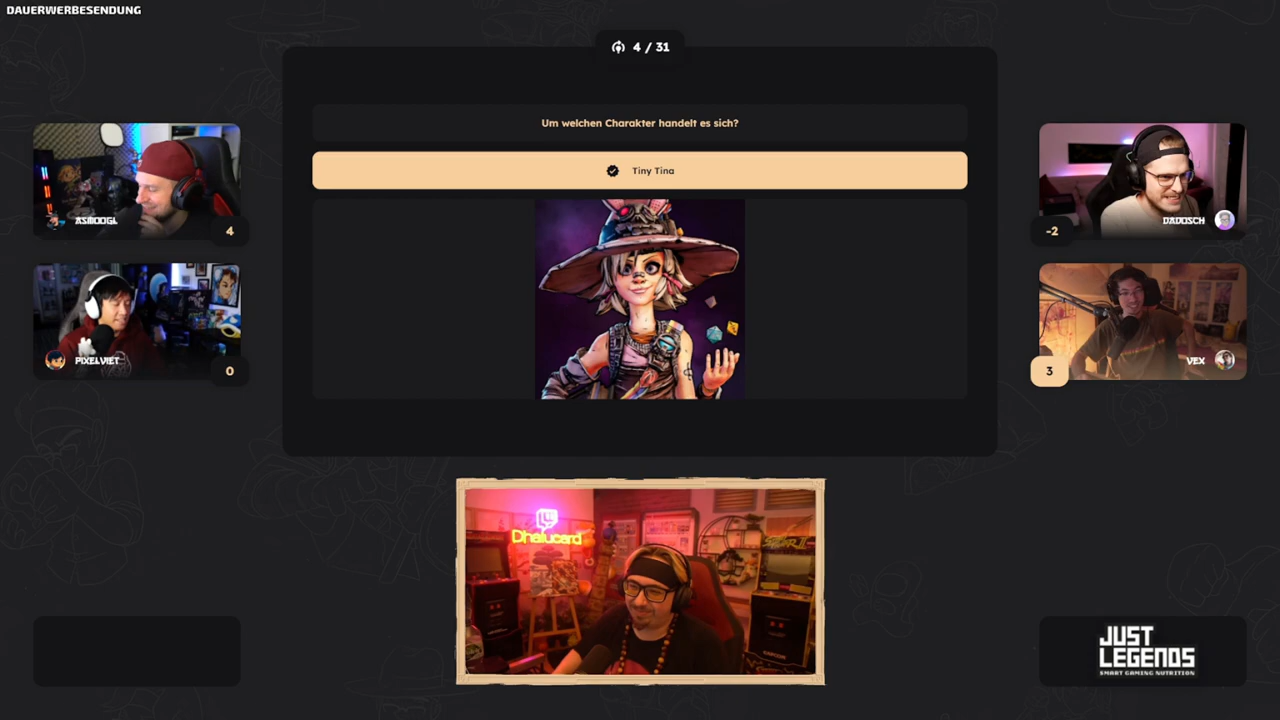 DAUERWERBESENDUNG
4 / 31
Um welchen Charakter handelt es sich?
Tiny Tina
ASMOOGL
4
DADOSCH
-2
PIXELVIET
0
VEX
3
Dhalucard
CAPCOM
JUST
LEGENDS
SMART GAMING NUTRITION